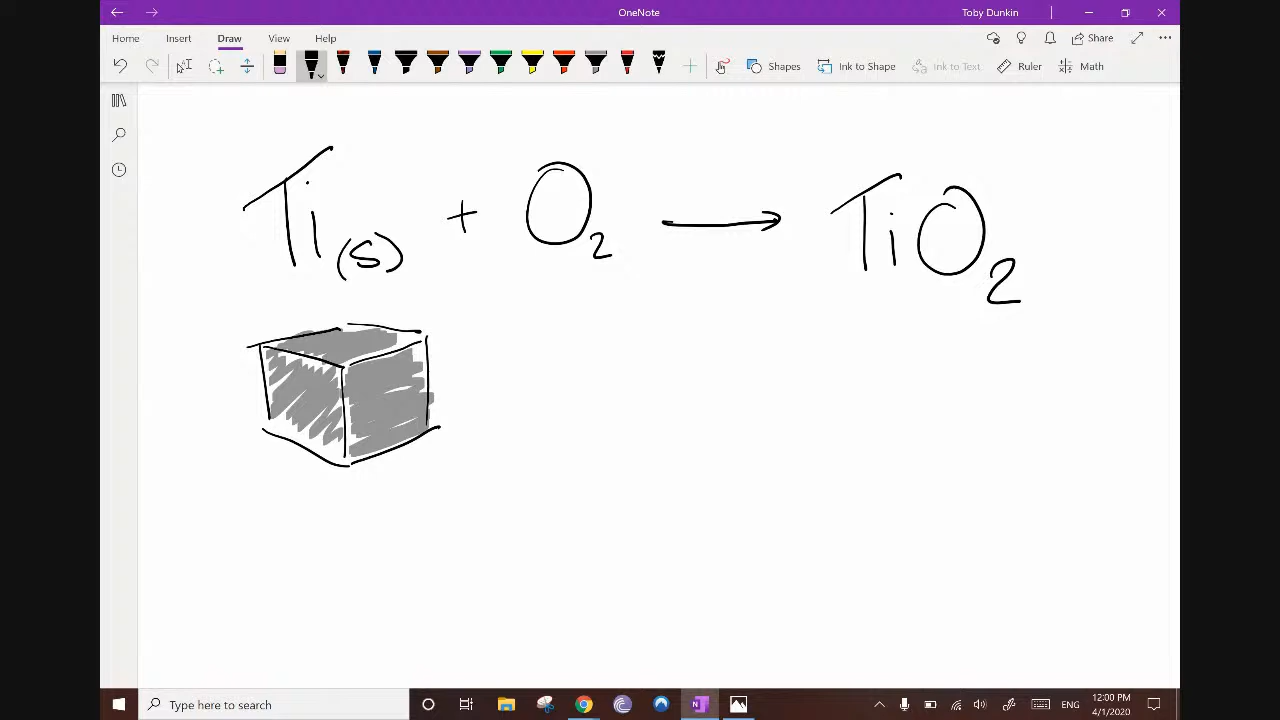 OneNote
Toby Dunkin
Home Insert Draw View Help
Share
Shapes Ink to Shape Ink to Text Ruler Math
Ti(s) + O2 → TiO2
Type here to search
ENG
12:00 PM
4/1/2020